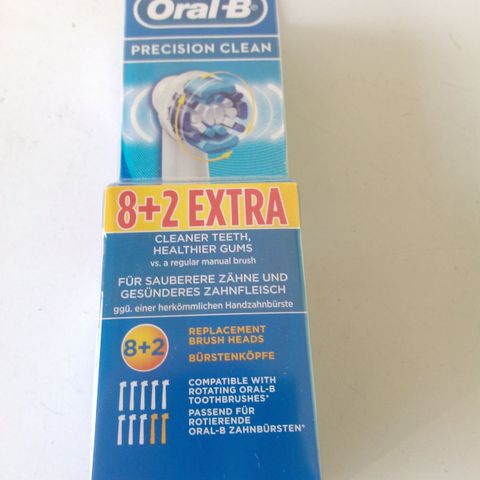 Oral-B
PRECISION CLEAN
8+2 EXTRA
CLEANER TEETH,
HEALTHIER GUMS
vs. a regular manual brush
FÜR SAUBERERE ZÄHNE UND
GESÜNDERES ZAHNFLEISCH
ggü. einer herkömmlichen Handzahnbürste
8+2
REPLACEMENT
BRUSH HEADS
BÜRSTENKÖPFE
COMPATIBLE WITH
ROTATING ORAL-B
TOOTHBRUSHES*
PASSEND FÜR
ROTIERENDE
ORAL-B ZAHNBÜRSTEN*